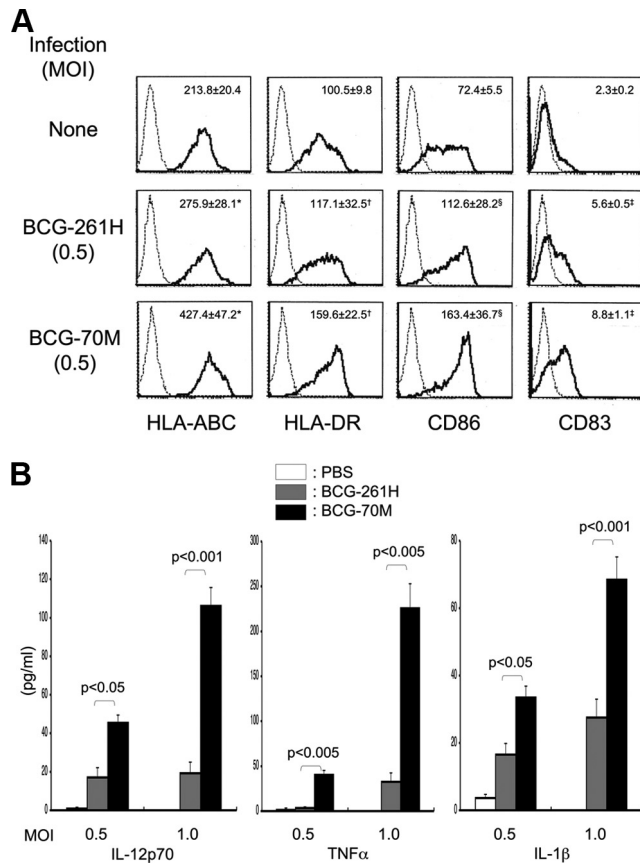 A
Infection
(MOI)
None
213.8±20.4
100.5±9.8
72.4±5.5
2.3±0.2
BCG-261H
(0.5)
275.9±28.1*
117.1±32.5†
112.6±28.2§
5.6±0.5‡
BCG-70M
(0.5)
427.4±47.2*
159.6±22.5†
163.4±36.7§
8.8±1.1‡
HLA-ABC
HLA-DR
CD86
CD83
B
: PBS
: BCG-261H
: BCG-70M
(pg/ml)
140
120
100
80
60
40
20
0
p<0.05
p<0.001
300
250
200
150
100
50
0
p<0.005
p<0.005
80
60
40
20
0
p<0.05
p<0.001
MOI
0.5
1.0
0.5
1.0
0.5
1.0
IL-12p70
TNFα
IL-1β